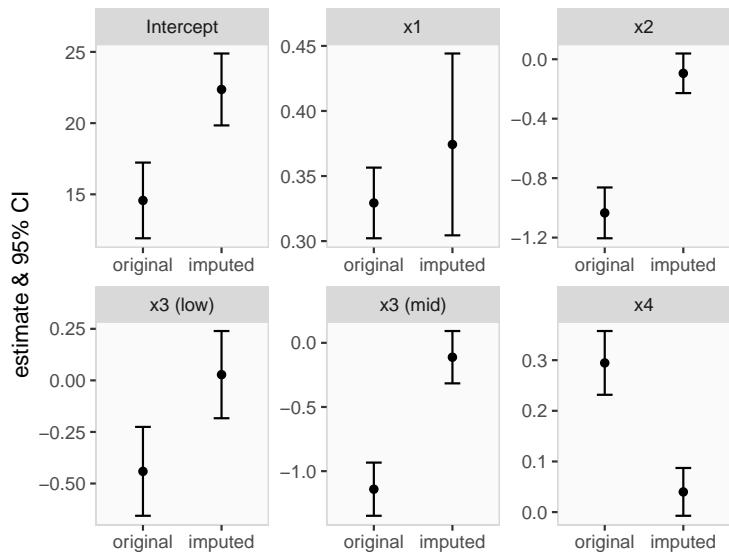 estimate & 95% CI
Intercept
25
20
15
original imputed
x1
0.45
0.40
0.35
0.30
original imputed
x2
0.0
−0.4
−0.8
−1.2
original imputed
x3 (low)
0.25
0.00
−0.25
−0.50
original imputed
x3 (mid)
0.0
−0.5
−1.0
original imputed
x4
0.3
0.2
0.1
0.0
original imputed